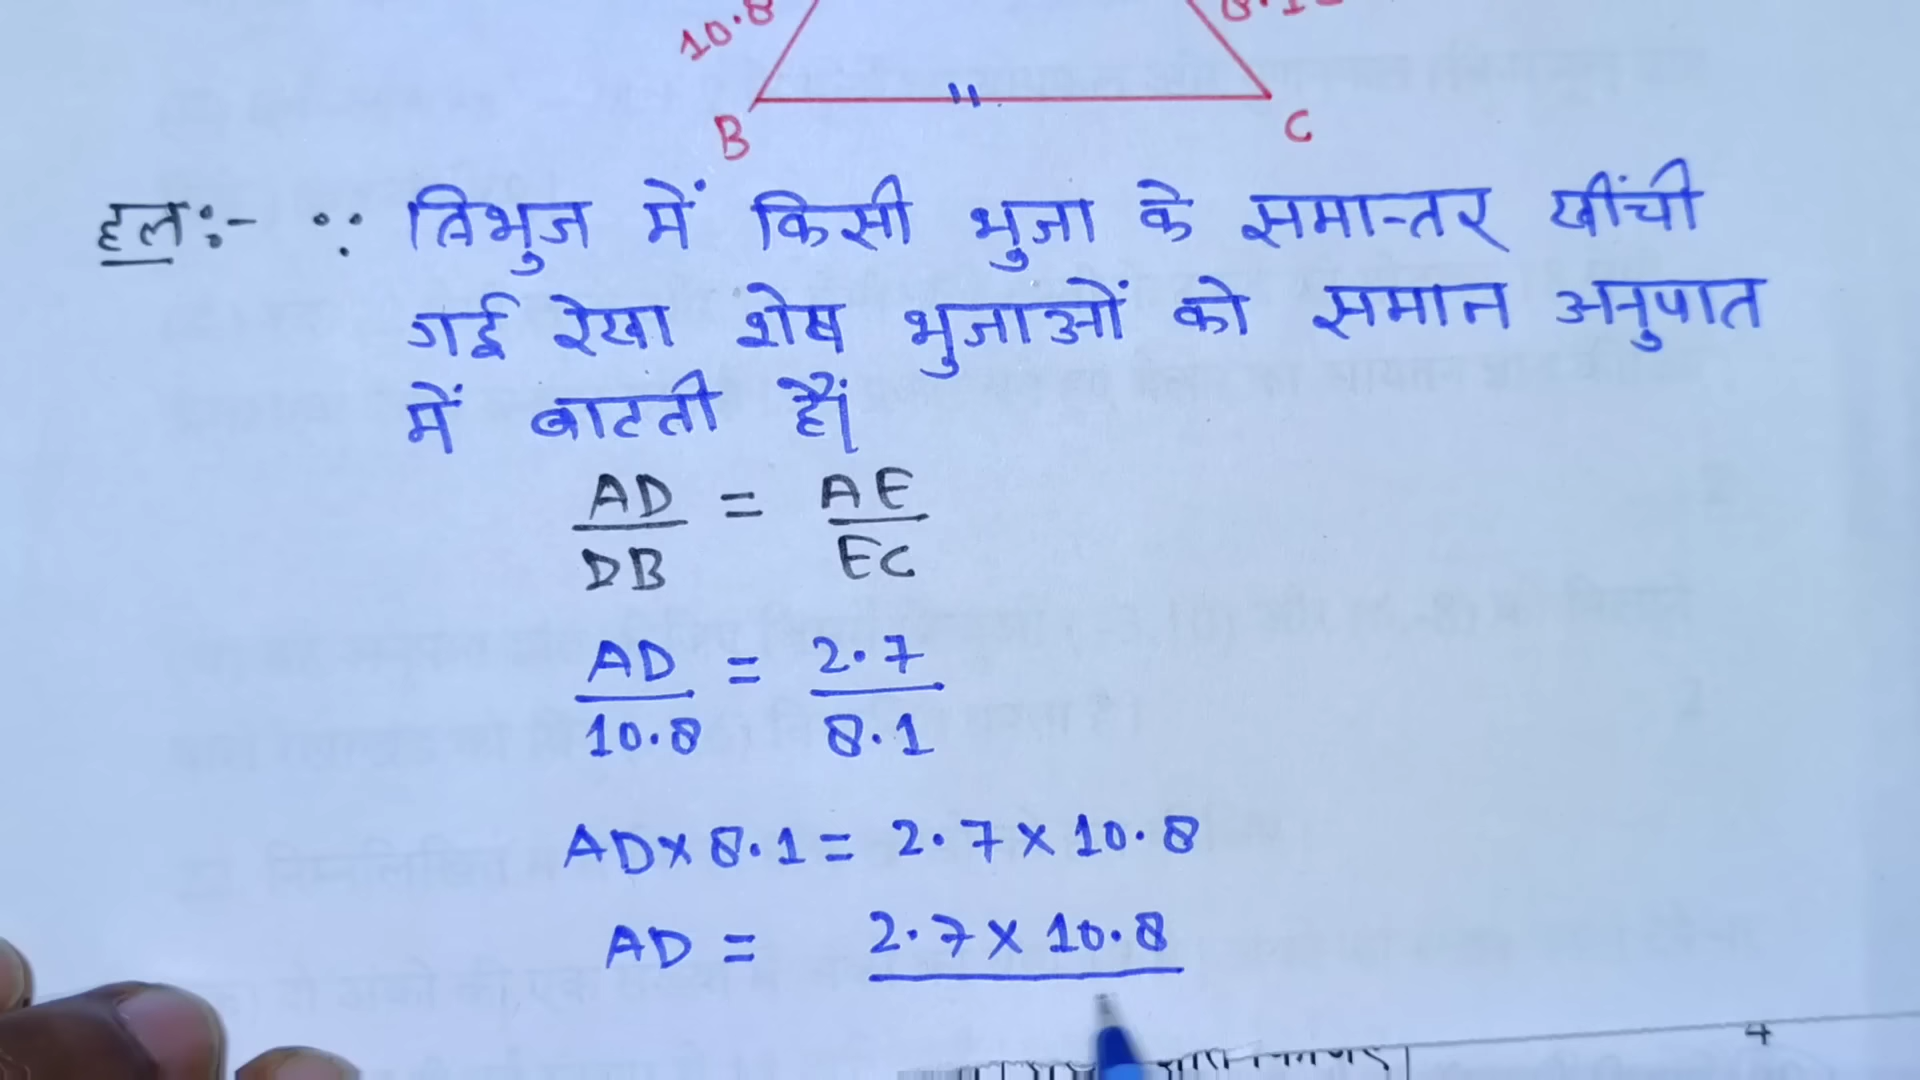 10.8
B
C
हल:- ∵ त्रिभुज में किसी भुजा के समान्तर खींची
गई रेखा शेष भुजाओं को समान अनुपात
में बाटती हैं।
AD/DB = AE/EC
AD/10.8 = 2.7/8.1
AD × 8.1 = 2.7 × 10.8
AD = 2.7 × 10.8
4